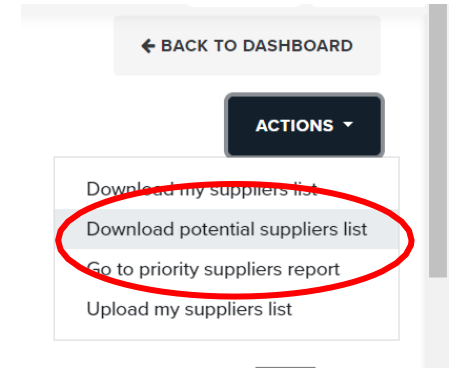 ← BACK TO DASHBOARD
ACTIONS
Download my suppliers list
Download potential suppliers list
Go to priority suppliers report
Upload my suppliers list